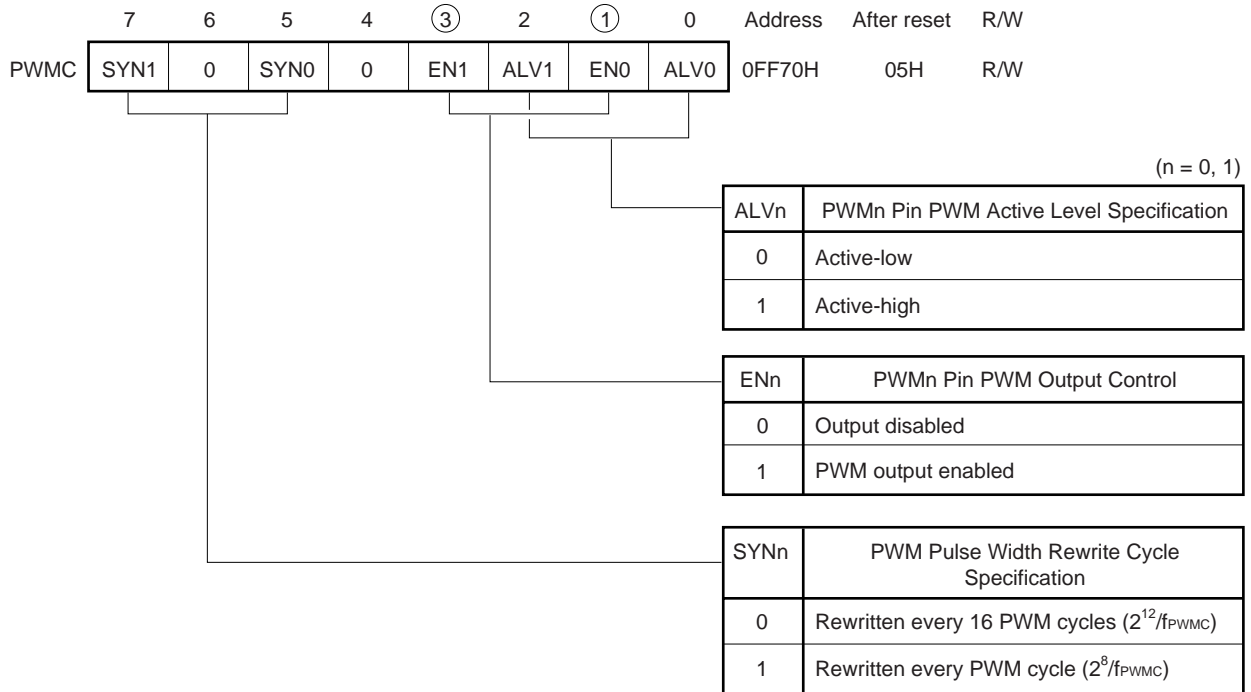 7 6 5 4 ③ 2 ① 0 Address After reset R/W
PWMC SYN1 0 SYN0 0 EN1 ALV1 EN0 ALV0 0FF70H 05H R/W
(n = 0, 1)
ALVn PWMn Pin PWM Active Level Specification
0 Active-low
1 Active-high
ENn PWMn Pin PWM Output Control
0 Output disabled
1 PWM output enabled
SYNn PWM Pulse Width Rewrite Cycle
Specification
0 Rewritten every 16 PWM cycles (2¹²/fPWMC)
1 Rewritten every PWM cycle (2⁸/fPWMC)